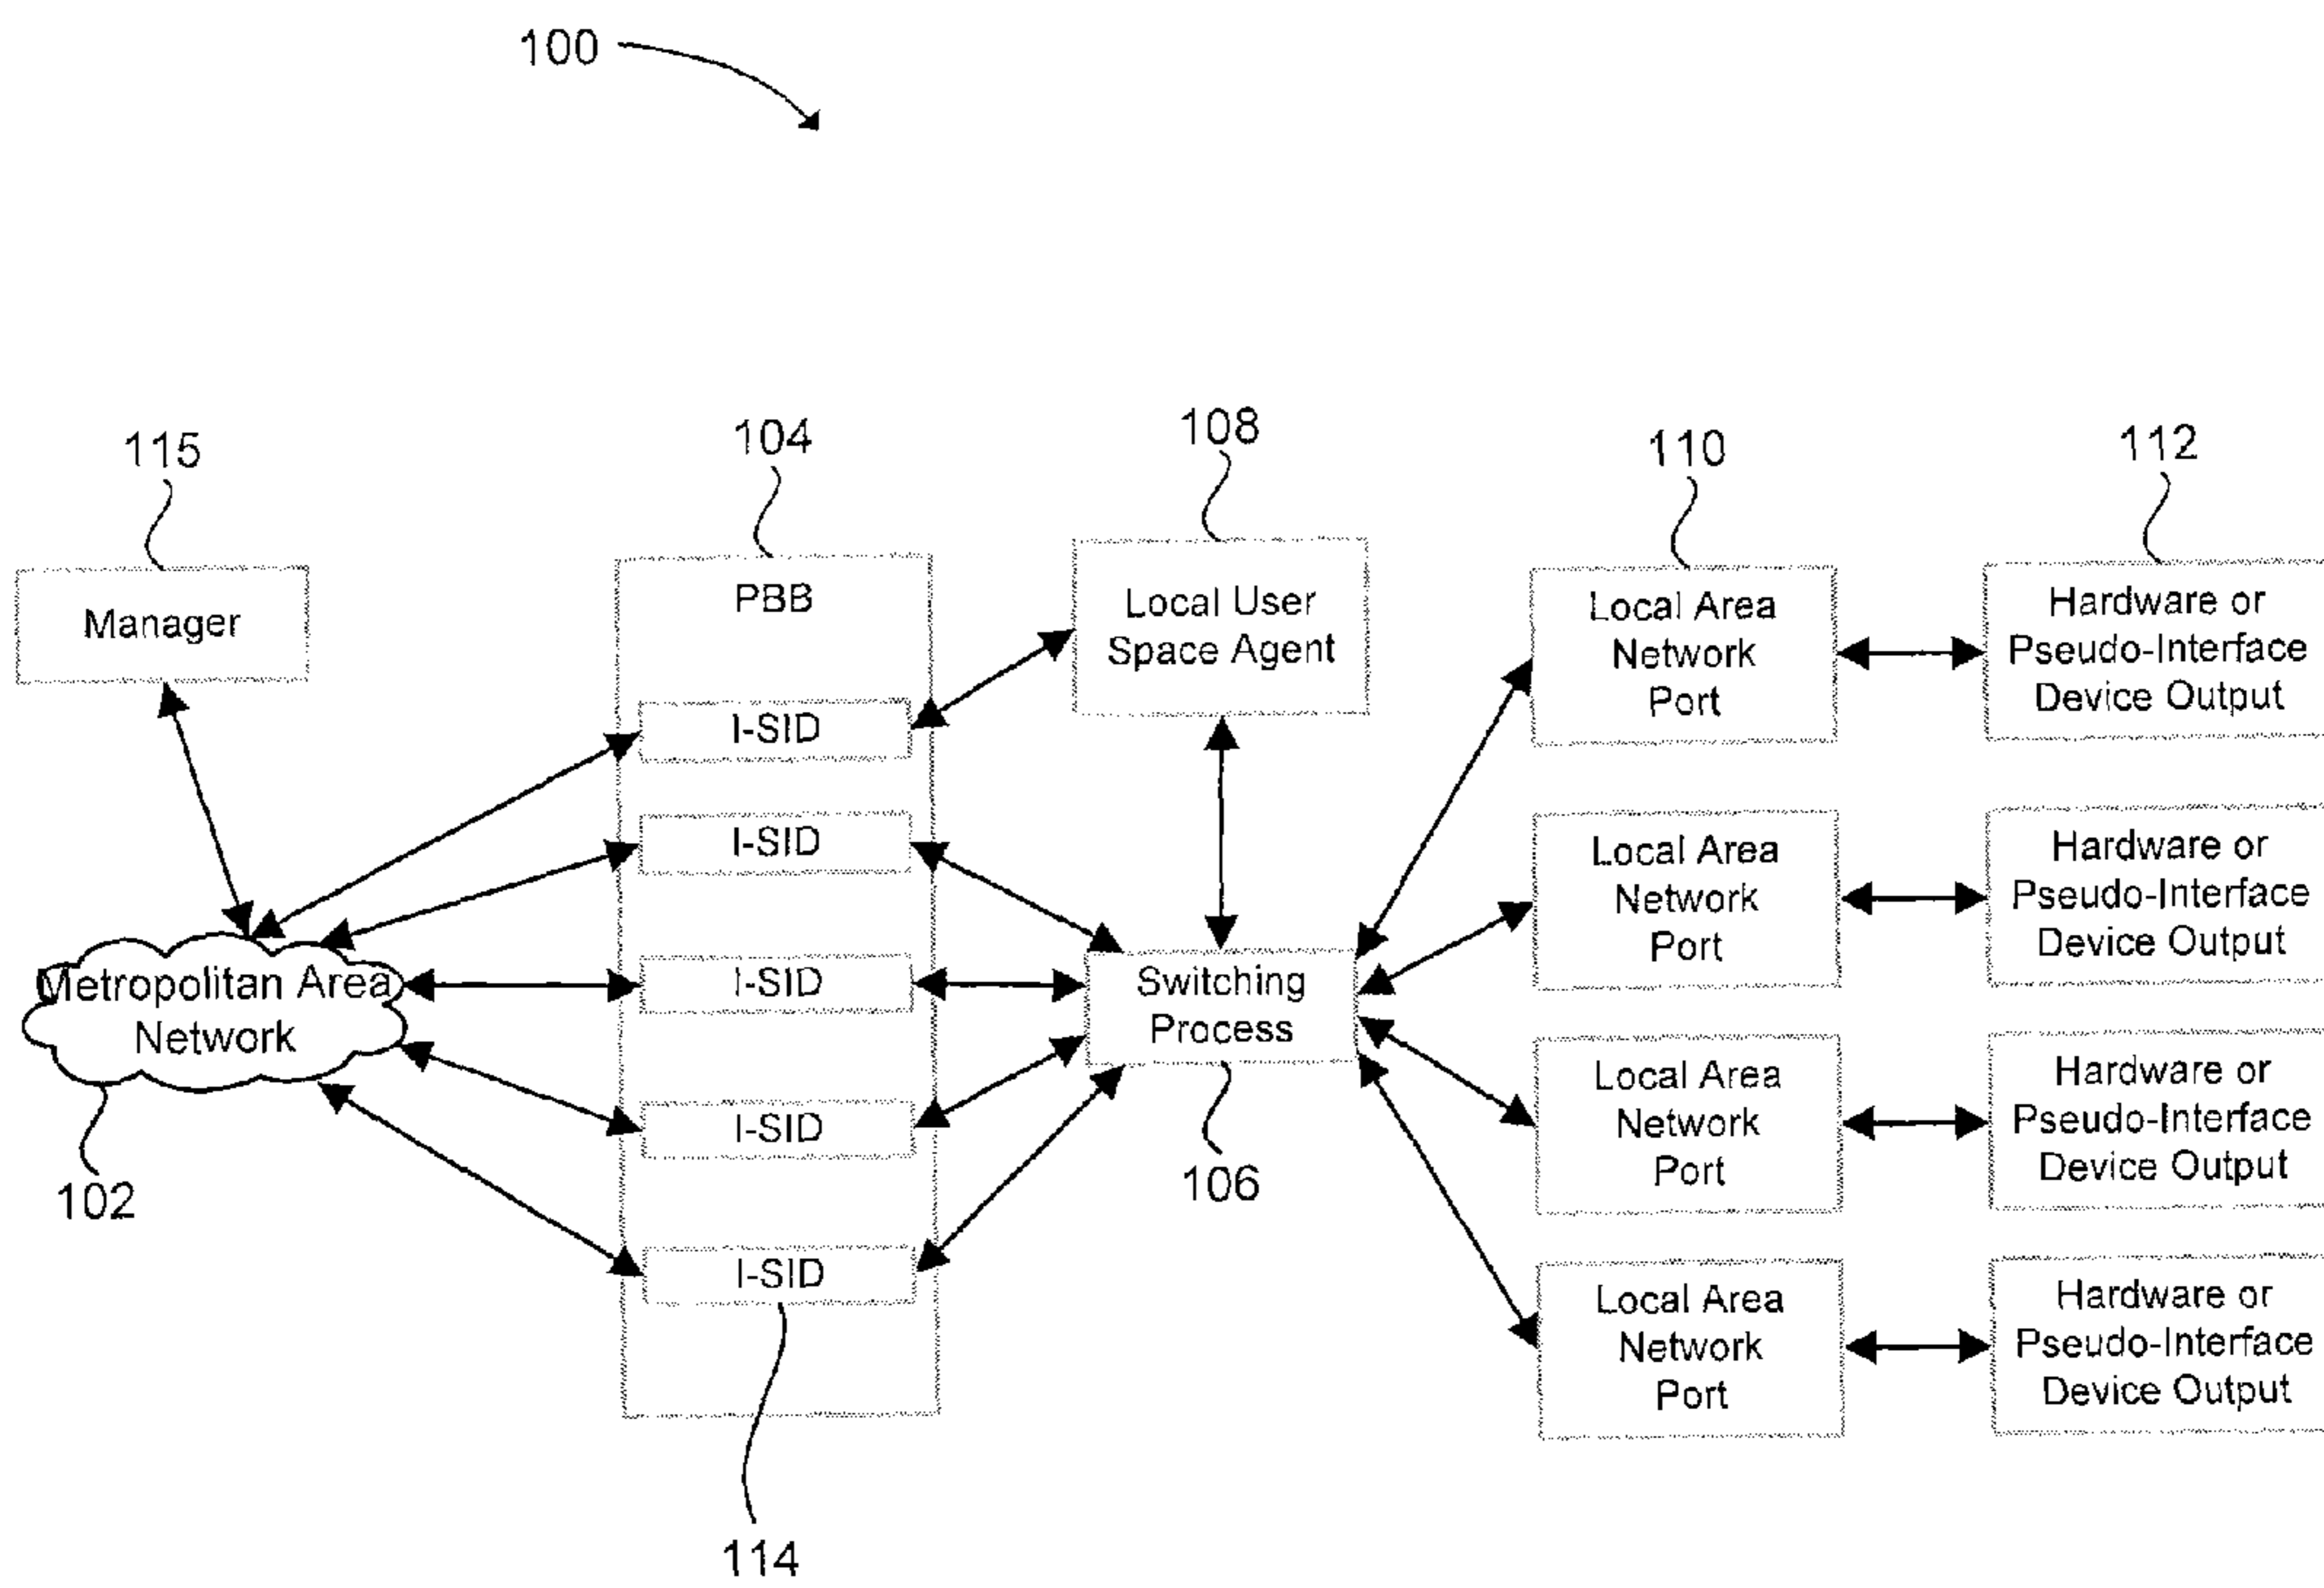 100
115
104
108
110
112
Manager
PBB
Local User
Space Agent
Local Area
Network
Port
Hardware or
Pseudo-Interface
Device Output
I-SID
I-SID
Local Area
Network
Port
Hardware or
Pseudo-Interface
Device Output
Metropolitan Area
Network
I-SID
Switching
Process
Local Area
Network
Port
Hardware or
Pseudo-Interface
Device Output
I-SID
102
106
I-SID
Local Area
Network
Port
Hardware or
Pseudo-Interface
Device Output
114